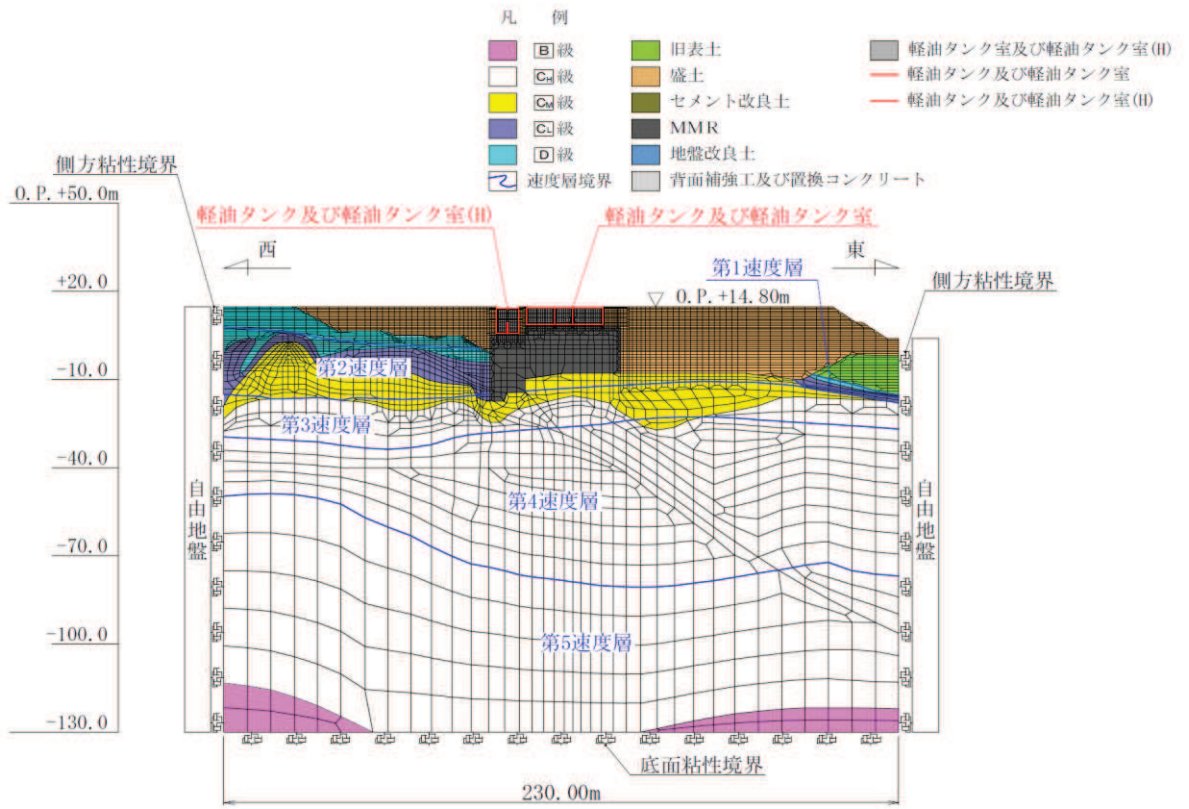 凡 例
B級
CH級
CM級
CL級
D級
速度層境界
旧表土
盛土
セメント改良土
MMR
地盤改良土
背面補強工及び置換コンクリート
軽油タンク室及び軽油タンク室(H)
軽油タンク及び軽油タンク室
軽油タンク及び軽油タンク室(H)
側方粘性境界
O.P.+50.0m
軽油タンク及び軽油タンク室(H)
軽油タンク及び軽油タンク室
西
東
第1速度層
側方粘性境界
+20.0
O.P.+14.80m
-10.0
第2速度層
第3速度層
-40.0
第4速度層
自由地盤
自由地盤
-70.0
-100.0
第5速度層
-130.0
底面粘性境界
230.00m